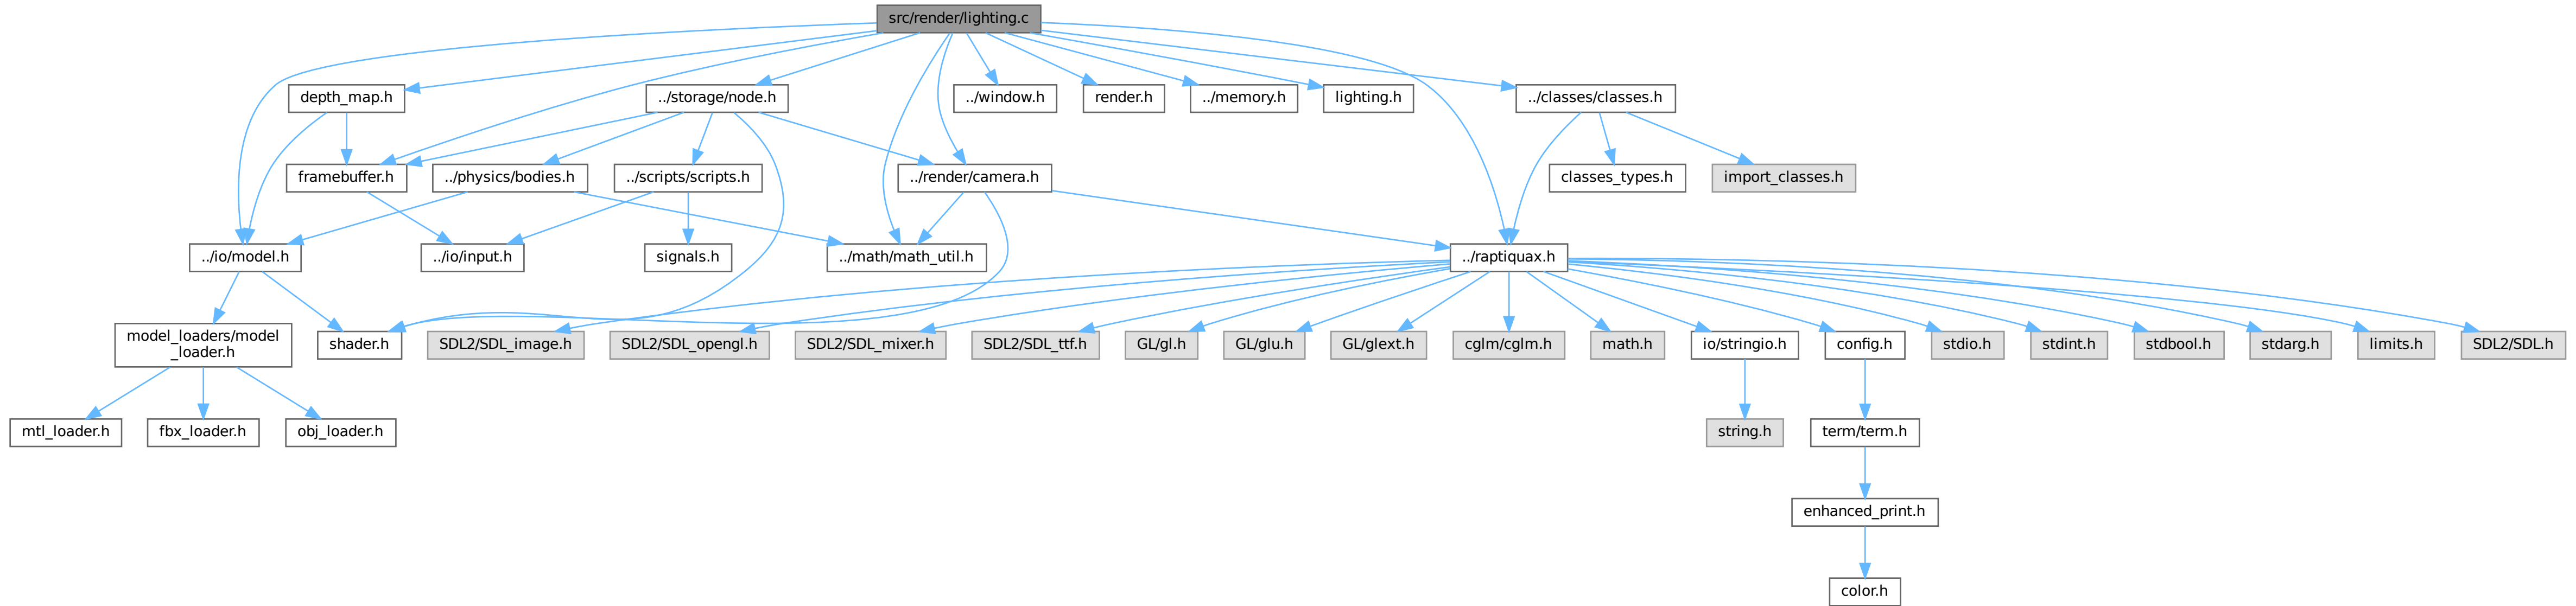 src/render/lighting.c
depth_map.h
../storage/node.h
../window.h
render.h
../memory.h
lighting.h
../classes/classes.h
framebuffer.h
../physics/bodies.h
../scripts/scripts.h
../render/camera.h
classes_types.h
import_classes.h
../io/model.h
../io/input.h
signals.h
../math/math_util.h
../raptiquax.h
model_loaders/model
_loader.h
shader.h
SDL2/SDL_image.h
SDL2/SDL_opengl.h
SDL2/SDL_mixer.h
SDL2/SDL_ttf.h
GL/gl.h
GL/glu.h
GL/glext.h
cglm/cglm.h
math.h
io/stringio.h
config.h
stdio.h
stdint.h
stdbool.h
stdarg.h
limits.h
SDL2/SDL.h
mtl_loader.h
fbx_loader.h
obj_loader.h
string.h
term/term.h
enhanced_print.h
color.h